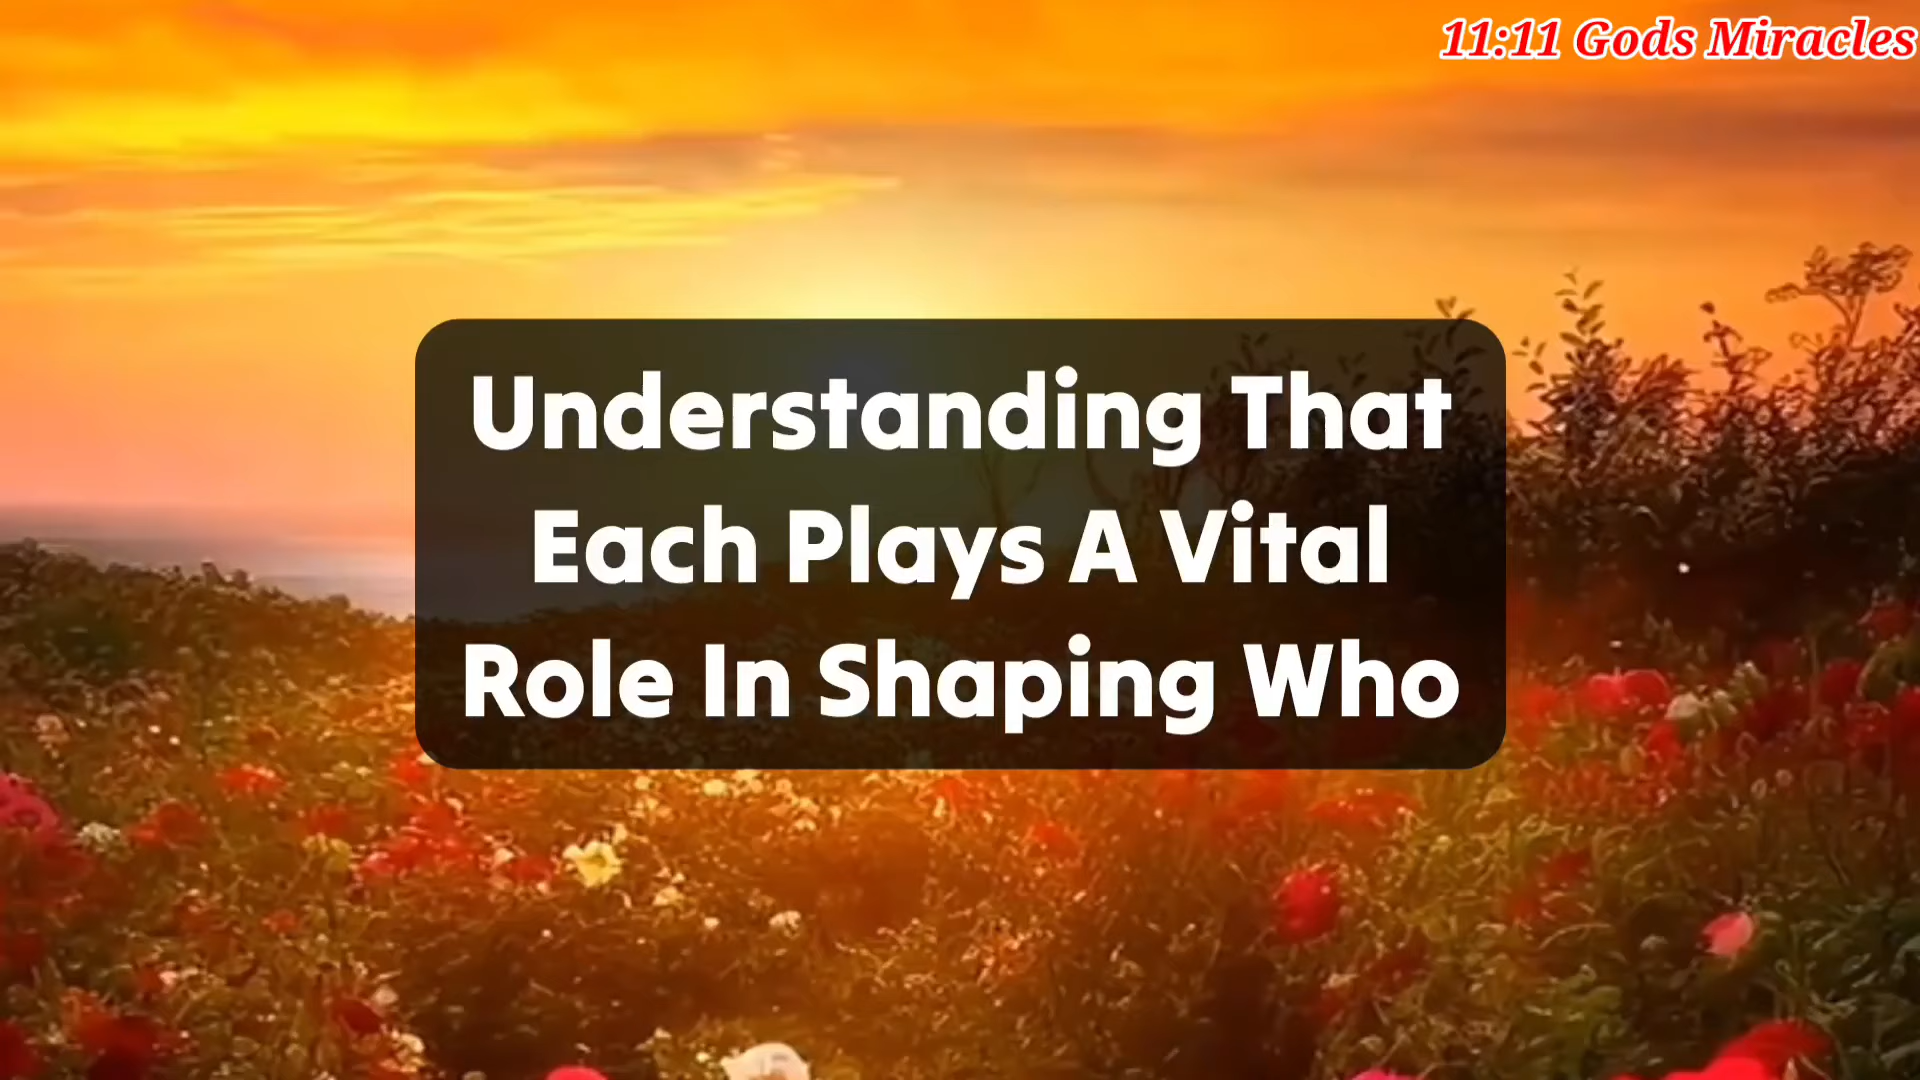 11:11 Gods Miracles
Understanding That
Each Plays A Vital
Role In Shaping Who